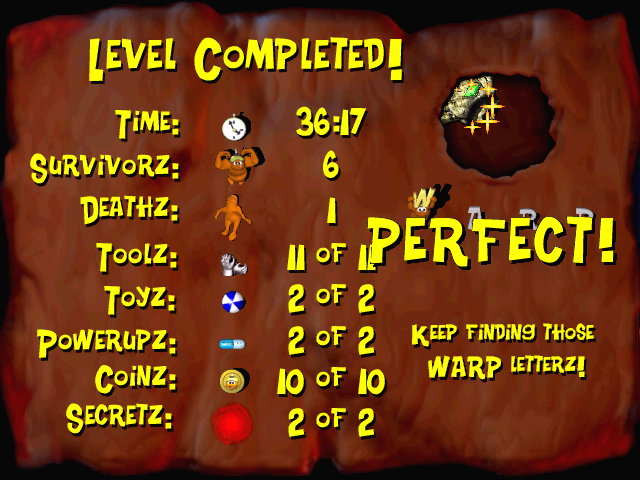 LEVEL COMPLETED!
TIME: 36:17
SURVIVORZ: 6
DEATHZ: 1
W A R P
TOOLZ: 11 OF
PERFECT!
TOYZ: 2 OF 2
POWERUPZ: 2 OF 2
KEEP FINDING THOSE
WARP LETTERZ!
COINZ: 10 OF 10
SECRETZ: 2 OF 2